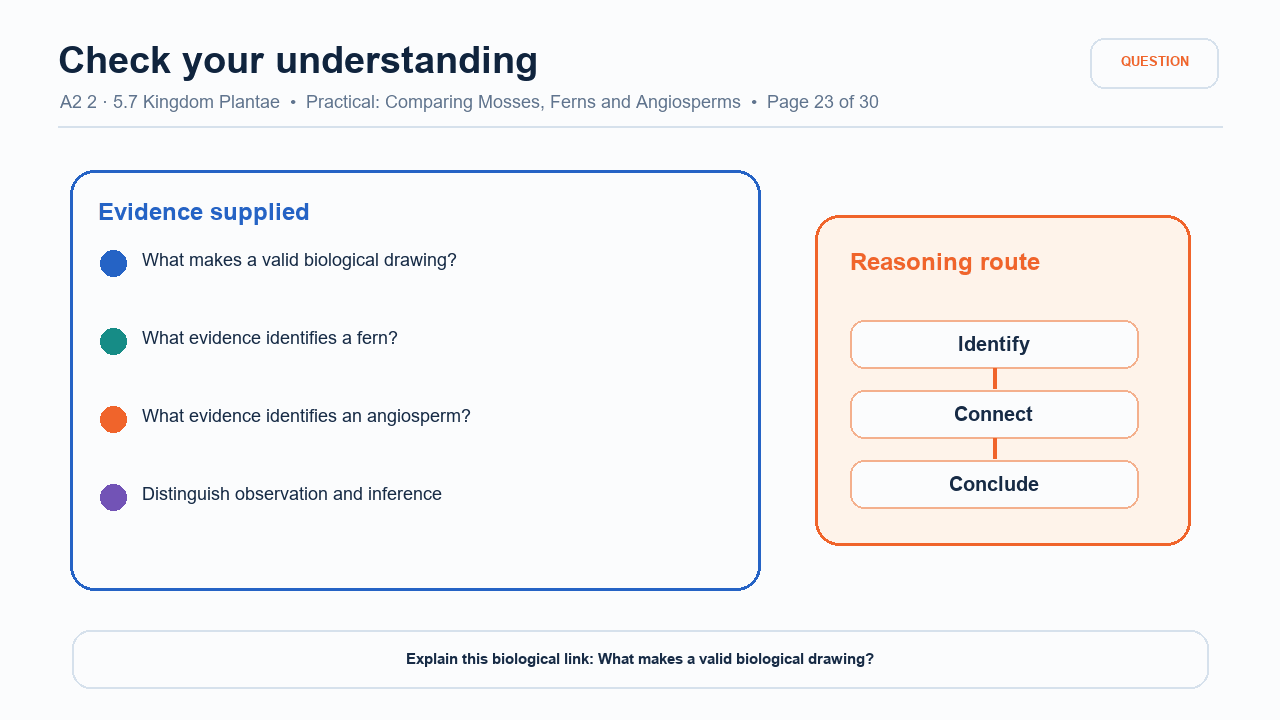 Check your understanding
QUESTION
A2 2 · 5.7 Kingdom Plantae • Practical: Comparing Mosses, Ferns and Angiosperms • Page 23 of 30
Evidence supplied
What makes a valid biological drawing?
What evidence identifies a fern?
What evidence identifies an angiosperm?
Distinguish observation and inference
Reasoning route
Identify
Connect
Conclude
Explain this biological link: What makes a valid biological drawing?